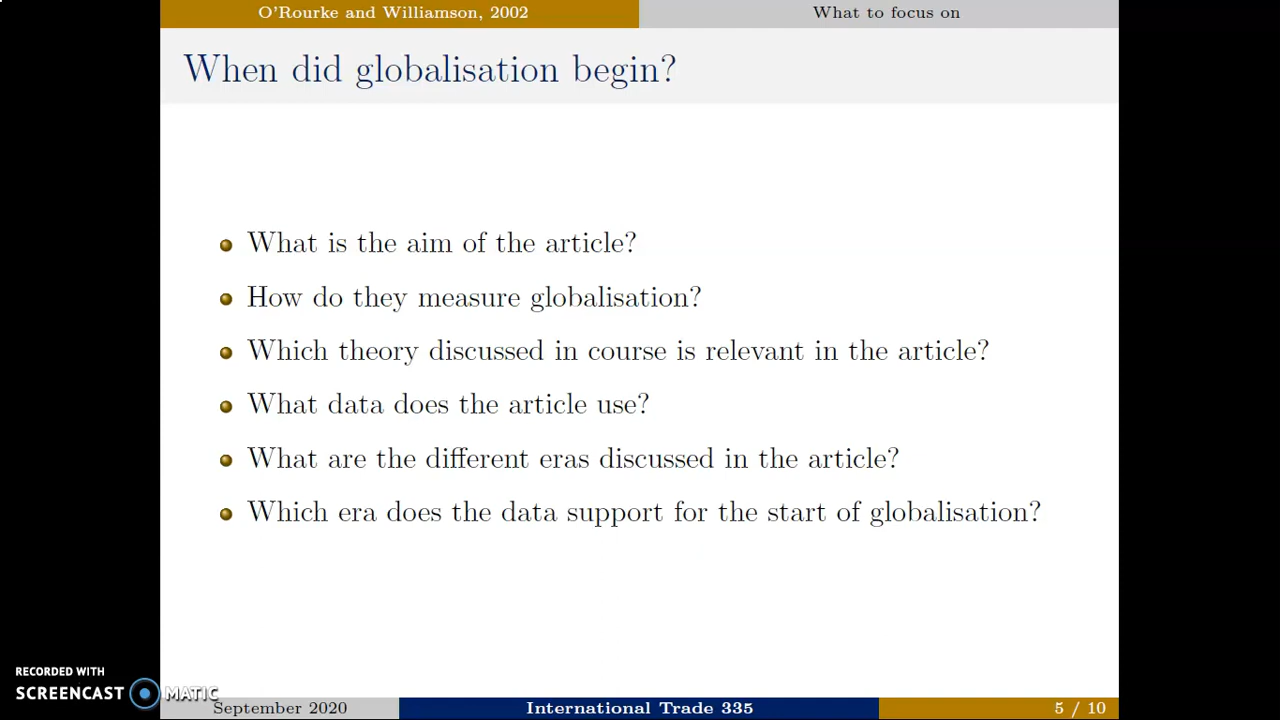 O'Rourke and Williamson, 2002
What to focus on
When did globalisation begin?
What is the aim of the article?
How do they measure globalisation?
Which theory discussed in course is relevant in the article?
What data does the article use?
What are the different eras discussed in the article?
Which era does the data support for the start of globalisation?
RECORDED WITH
SCREENCAST MATIC
September 2020
International Trade 335
5 / 10